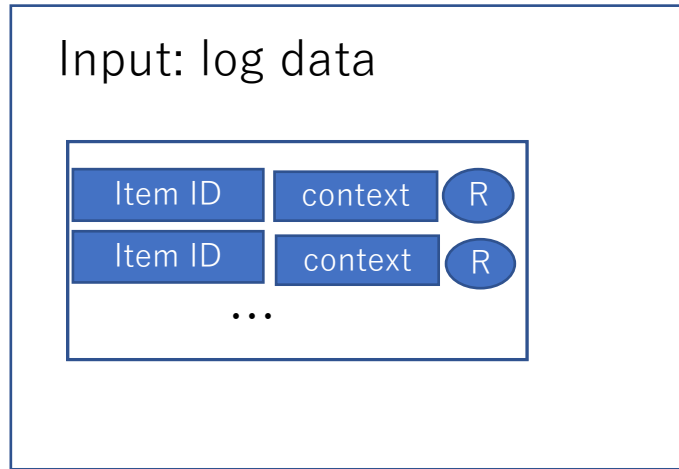 Input: log data
Item ID context R
Item ID context R
...